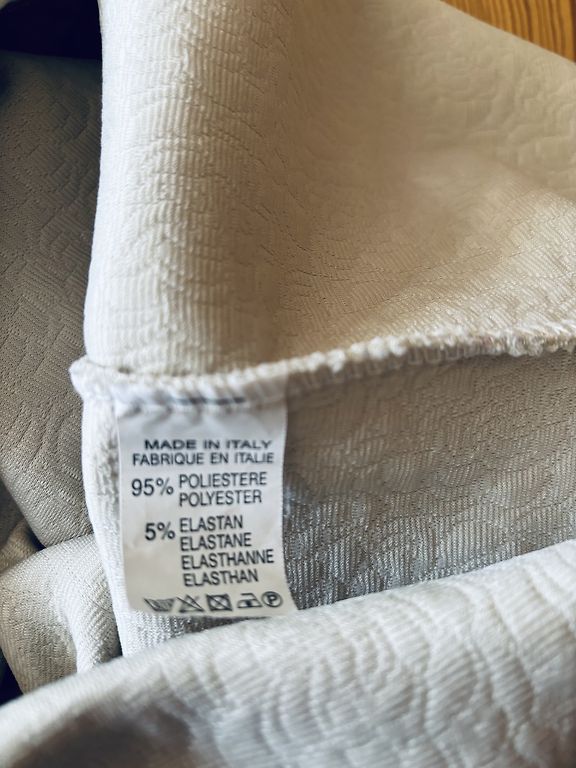 MADE IN ITALY
FABRIQUE EN ITALIE
95% POLIESTERE
POLYESTER
5% ELASTAN
ELASTANE
ELASTHANNE
ELASTHAN
P